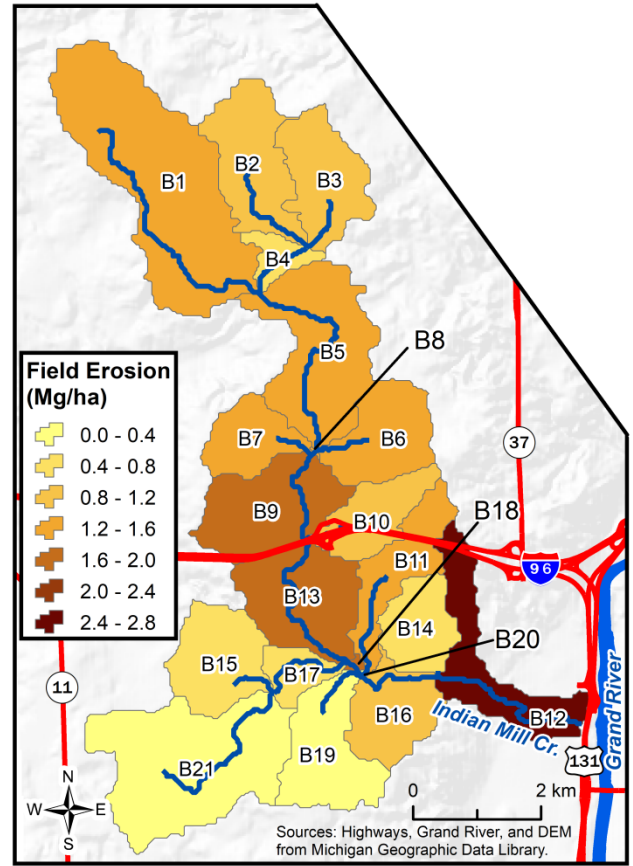 B1
B2
B3
B4
B5
B8
Field Erosion
(Mg/ha)
0.0 - 0.4
0.4 - 0.8
0.8 - 1.2
1.2 - 1.6
1.6 - 2.0
2.0 - 2.4
2.4 - 2.8
B7
B6
37
B9
B10
B18
B11
96
B13
B14
B20
B15
B17
11
B16
Indian Mill Cr.
B12
B19
B21
131
Grand River
N
W
E
S
0
2 km
Sources: Highways, Grand River, and DEM
from Michigan Geographic Data Library.